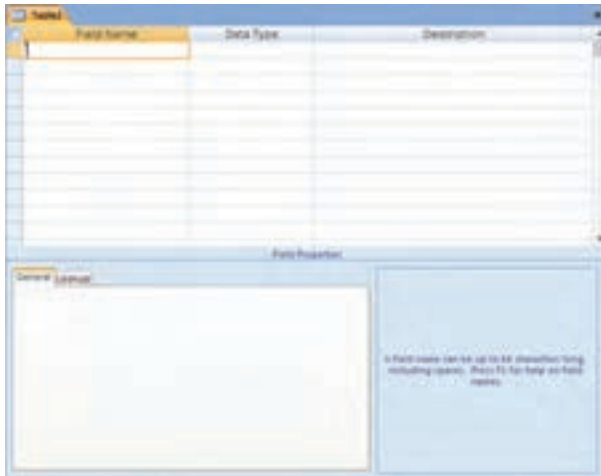 Field Name Data Type Description
Field Properties
General Lookup
A field name can be up to 64 characters long,
including spaces. Press F1 for help on field
names.